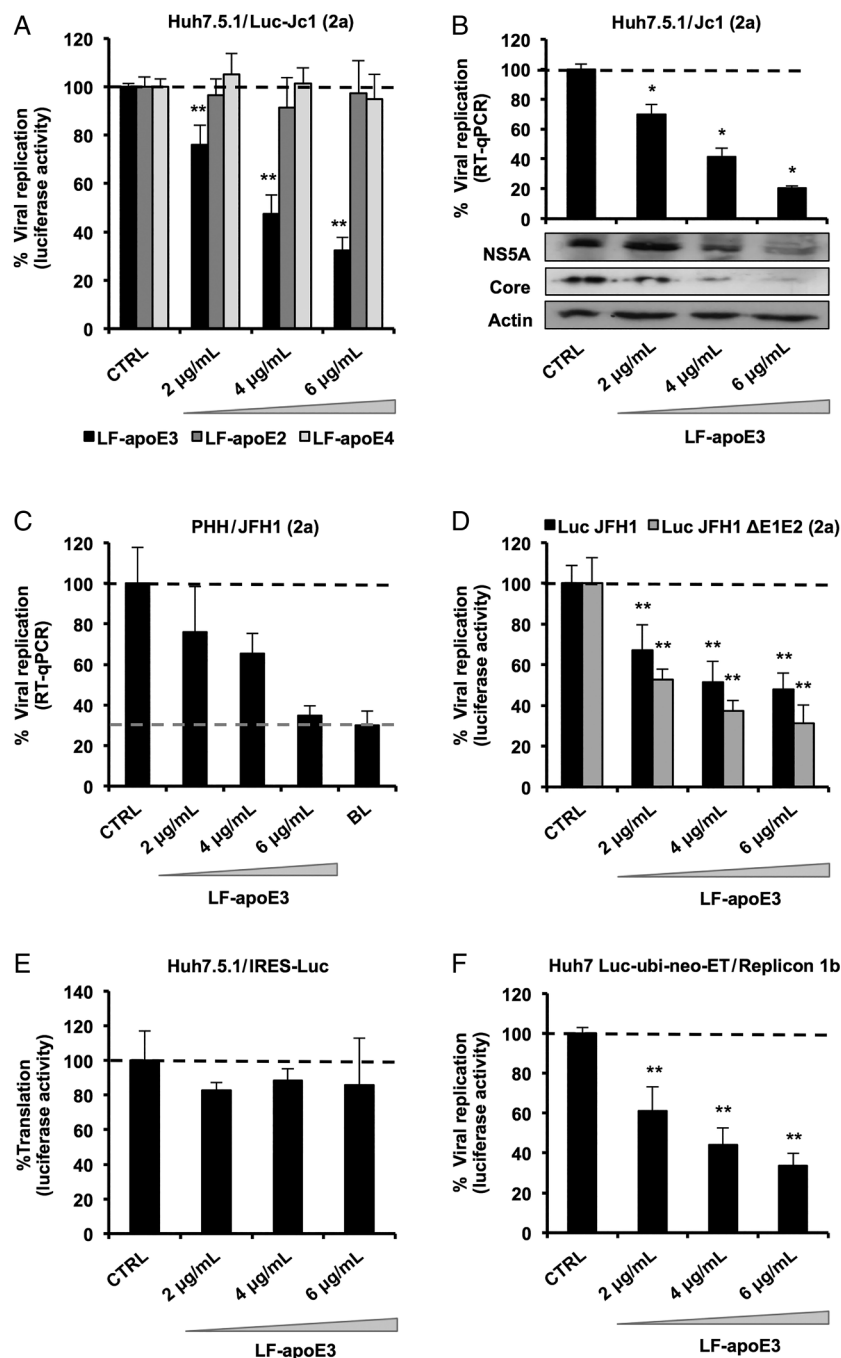 A
Huh7.5.1/Luc-Jc1 (2a)
% Viral replication
(luciferase activity)
120
100
80
60
40
20
0
**
**
**
CTRL
2 µg/mL
4 µg/mL
6 µg/mL
LF-apoE3 LF-apoE2 LF-apoE4
B
Huh7.5.1/Jc1 (2a)
% Viral replication
(RT-qPCR)
120
100
80
60
40
20
0
*
*
*
NS5A
Core
Actin
CTRL
2 µg/mL
4 µg/mL
6 µg/mL
LF-apoE3
C
PHH/JFH1 (2a)
% Viral replication
(RT-qPCR)
120
100
80
60
40
20
0
CTRL
2 µg/mL
4 µg/mL
6 µg/mL
BL
LF-apoE3
D
Luc JFH1 Luc JFH1 ΔE1E2 (2a)
% Viral replication
(luciferase activity)
120
100
80
60
40
20
0
**
**
**
**
**
**
CTRL
2 µg/mL
4 µg/mL
6 µg/mL
LF-apoE3
E
Huh7.5.1/IRES-Luc
%Translation
(luciferase activity)
140
120
100
80
60
40
20
0
CTRL
2 µg/mL
4 µg/mL
6 µg/mL
LF-apoE3
F
Huh7 Luc-ubi-neo-ET/Replicon 1b
% Viral replication
(luciferase activity)
120
100
80
60
40
20
0
**
**
**
CTRL
2 µg/mL
4 µg/mL
6 µg/mL
LF-apoE3